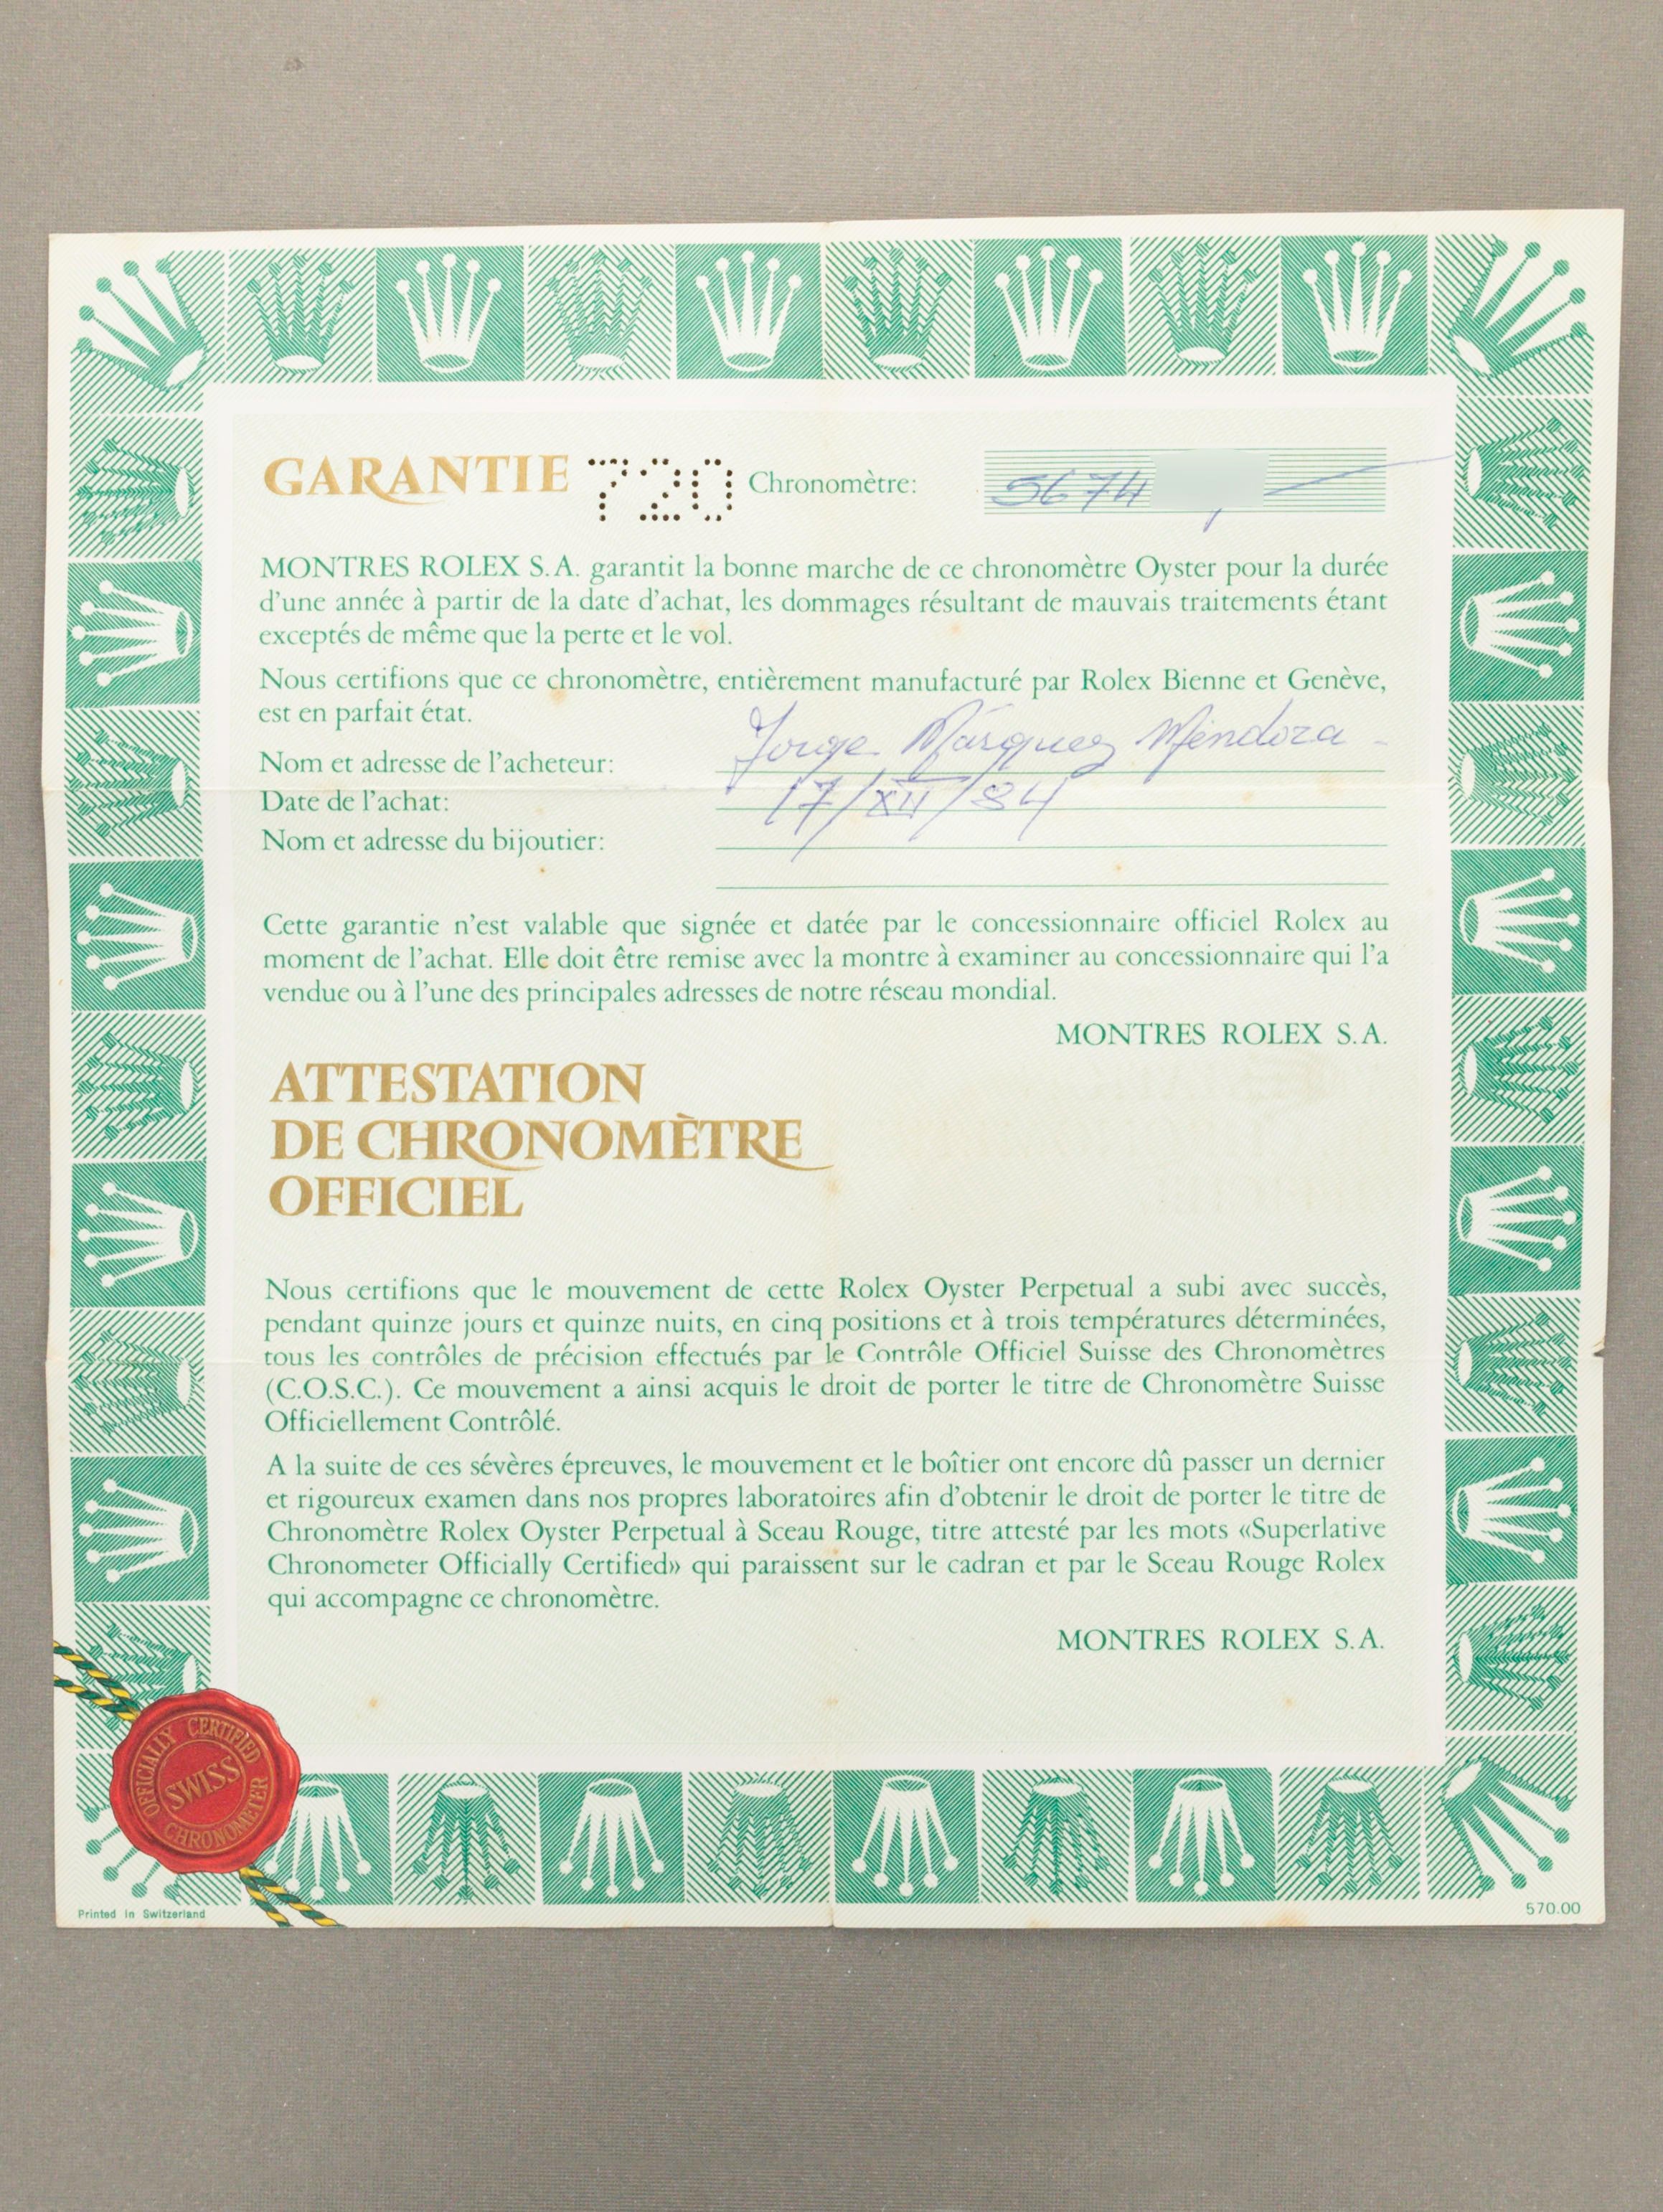 GARANTIE 720 Chronomètre: 5674
MONTRES ROLEX S.A. garantit la bonne marche de ce chronomètre Oyster pour la durée
d'une année à partir de la date d'achat, les dommages résultant de mauvais traitements étant
exceptés de même que la perte et le vol.
Nous certifions que ce chronomètre, entièrement manufacturé par Rolex Bienne et Genève,
est en parfait état.
Nom et adresse de l'acheteur: Jorge Márquez Mendoza
Date de l'achat: 17/XII/84
Nom et adresse du bijoutier:
Cette garantie n'est valable que signée et datée par le concessionnaire officiel Rolex au
moment de l'achat. Elle doit être remise avec la montre à examiner au concessionnaire qui l'a
vendue ou à l'une des principales adresses de notre réseau mondial.
MONTRES ROLEX S.A.
ATTESTATION
DE CHRONOMÈTRE
OFFICIEL
Nous certifions que le mouvement de cette Rolex Oyster Perpetual a subi avec succès,
pendant quinze jours et quinze nuits, en cinq positions et à trois températures déterminées,
tous les contrôles de précision effectués par le Contrôle Officiel Suisse des Chronomètres
(C.O.S.C.). Ce mouvement a ainsi acquis le droit de porter le titre de Chronomètre Suisse
Officiellement Contrôlé.
A la suite de ces sévères épreuves, le mouvement et le boîtier ont encore dû passer un dernier
et rigoureux examen dans nos propres laboratoires afin d'obtenir le droit de porter le titre de
Chronomètre Rolex Oyster Perpetual à Sceau Rouge, titre attesté par les mots «Superlative
Chronometer Officially Certified» qui paraissent sur le cadran et par le Sceau Rouge Rolex
qui accompagne ce chronomètre.
MONTRES ROLEX S.A.
OFFICIALLY CERTIFIED
SWISS
CHRONOMETER
Printed in Switzerland
570.00